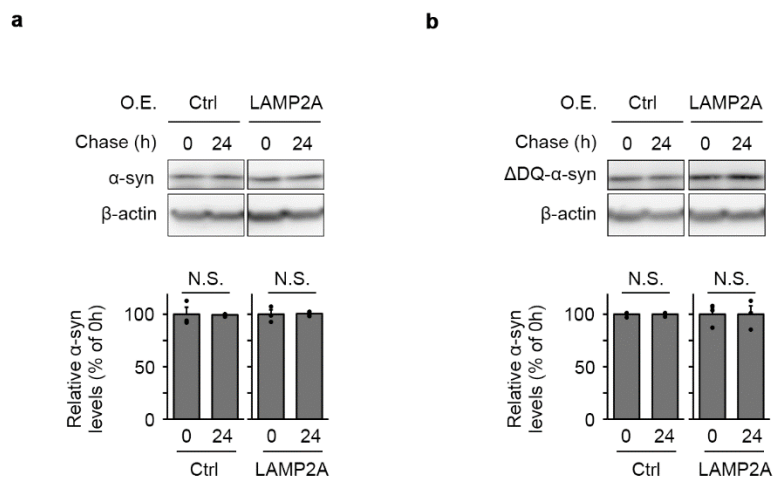 a
O.E. Ctrl LAMP2A
Chase (h) 0 24 0 24
α-syn
β-actin
N.S. N.S.
Relative α-syn
levels (% of 0h)
100
50
0
0 24 0 24
Ctrl LAMP2A
b
O.E. Ctrl LAMP2A
Chase (h) 0 24 0 24
ΔDQ-α-syn
β-actin
N.S. N.S.
Relative α-syn
levels (% of 0h)
100
50
0
0 24 0 24
Ctrl LAMP2A